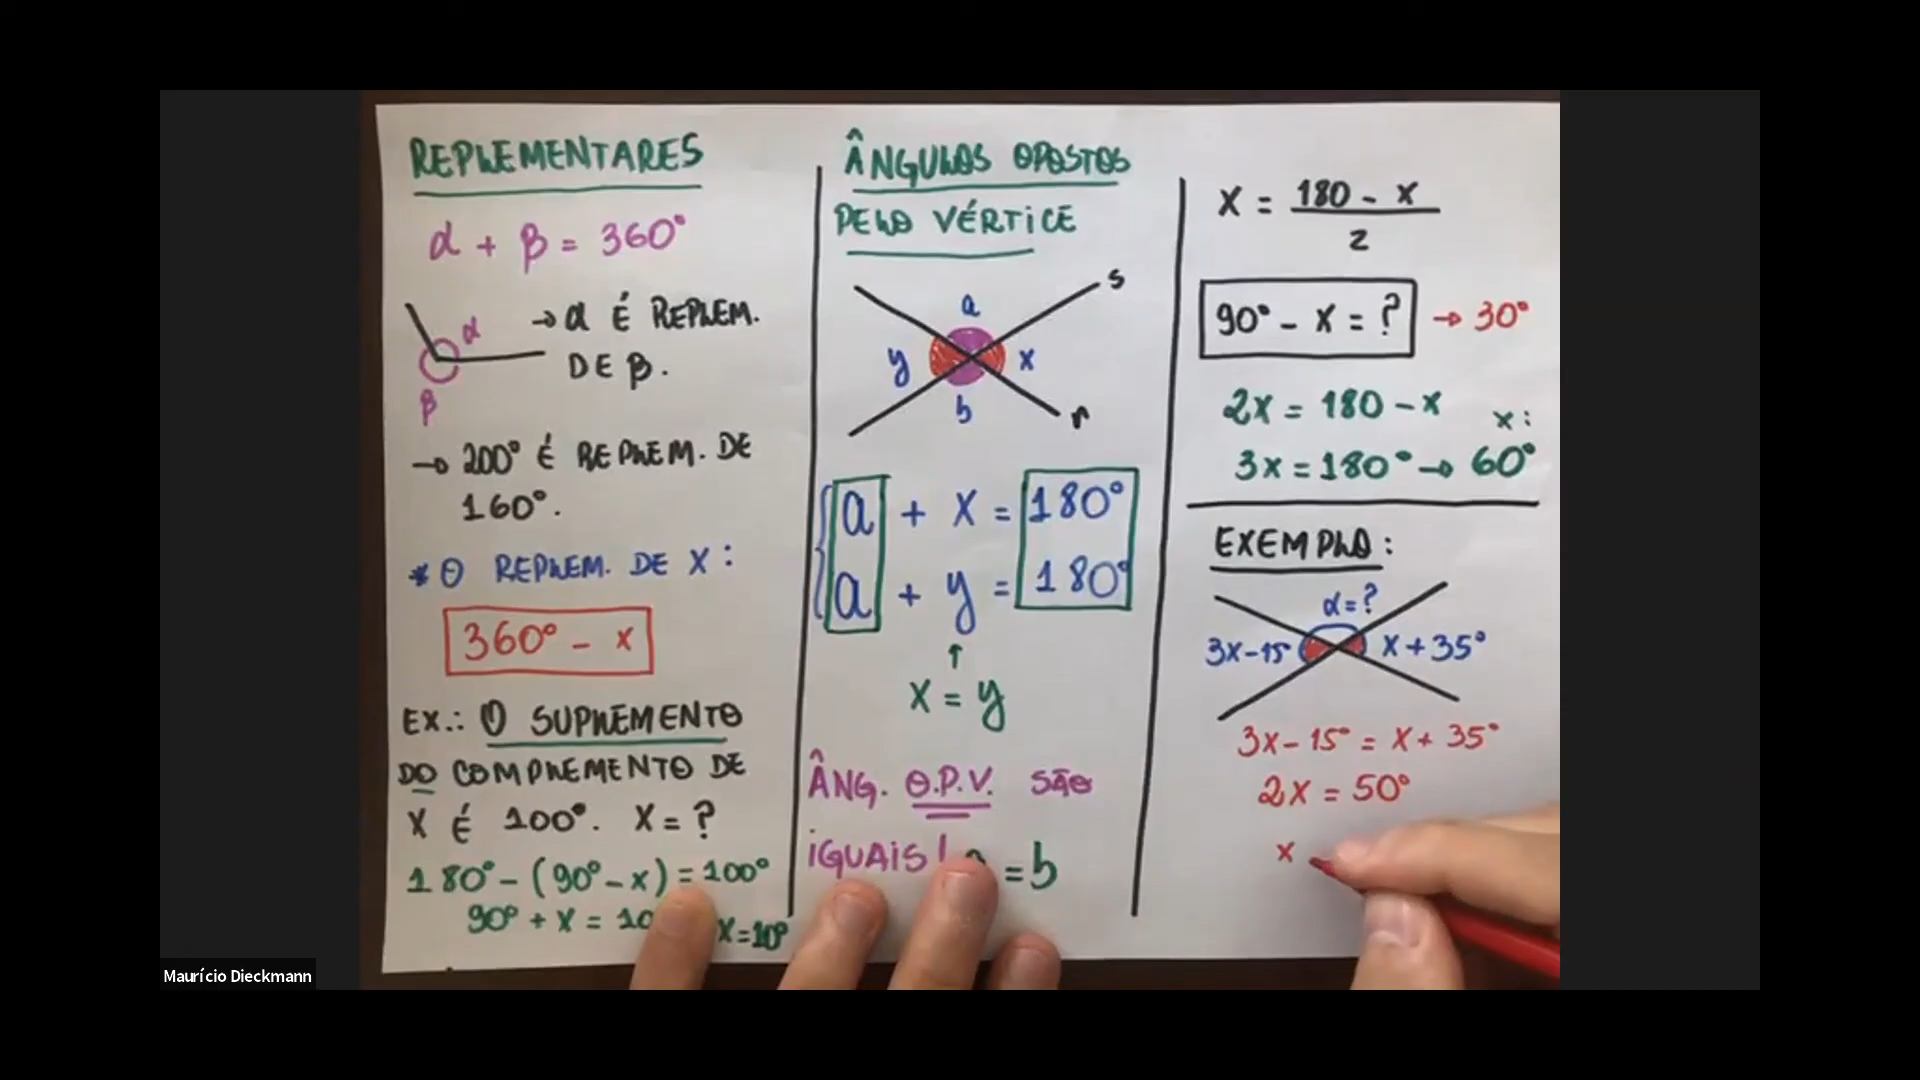 REPLEMENTARES
α + β = 360°
α
β
→ α É REPLEM.
DE β.
→ 200° É REPLEM. DE
160°.
* O REPLEM. DE X :
360° - x
EX.: O SUPLEMENTO
DO COMPLEMENTO DE
X É 100°. X = ?
180° - (90° - x) = 100°
90° + x = 10
X = 10°
ÂNGULOS OPOSTOS
PELO VÉRTICE
s
a
y
x
b
r
a + x = 180°
a + y = 180°
↑
x = y
ÂNG. O.P.V. SÃO
iGUAiS!
= b
X = 180 - X
2
90° - X = ? → 30°
2x = 180 - x
x :
3x = 180° → 60°
EXEMPLO :
α = ?
3x-15° x + 35°
3x - 15° = x + 35°
2x = 50°
x
Maurício Dieckmann